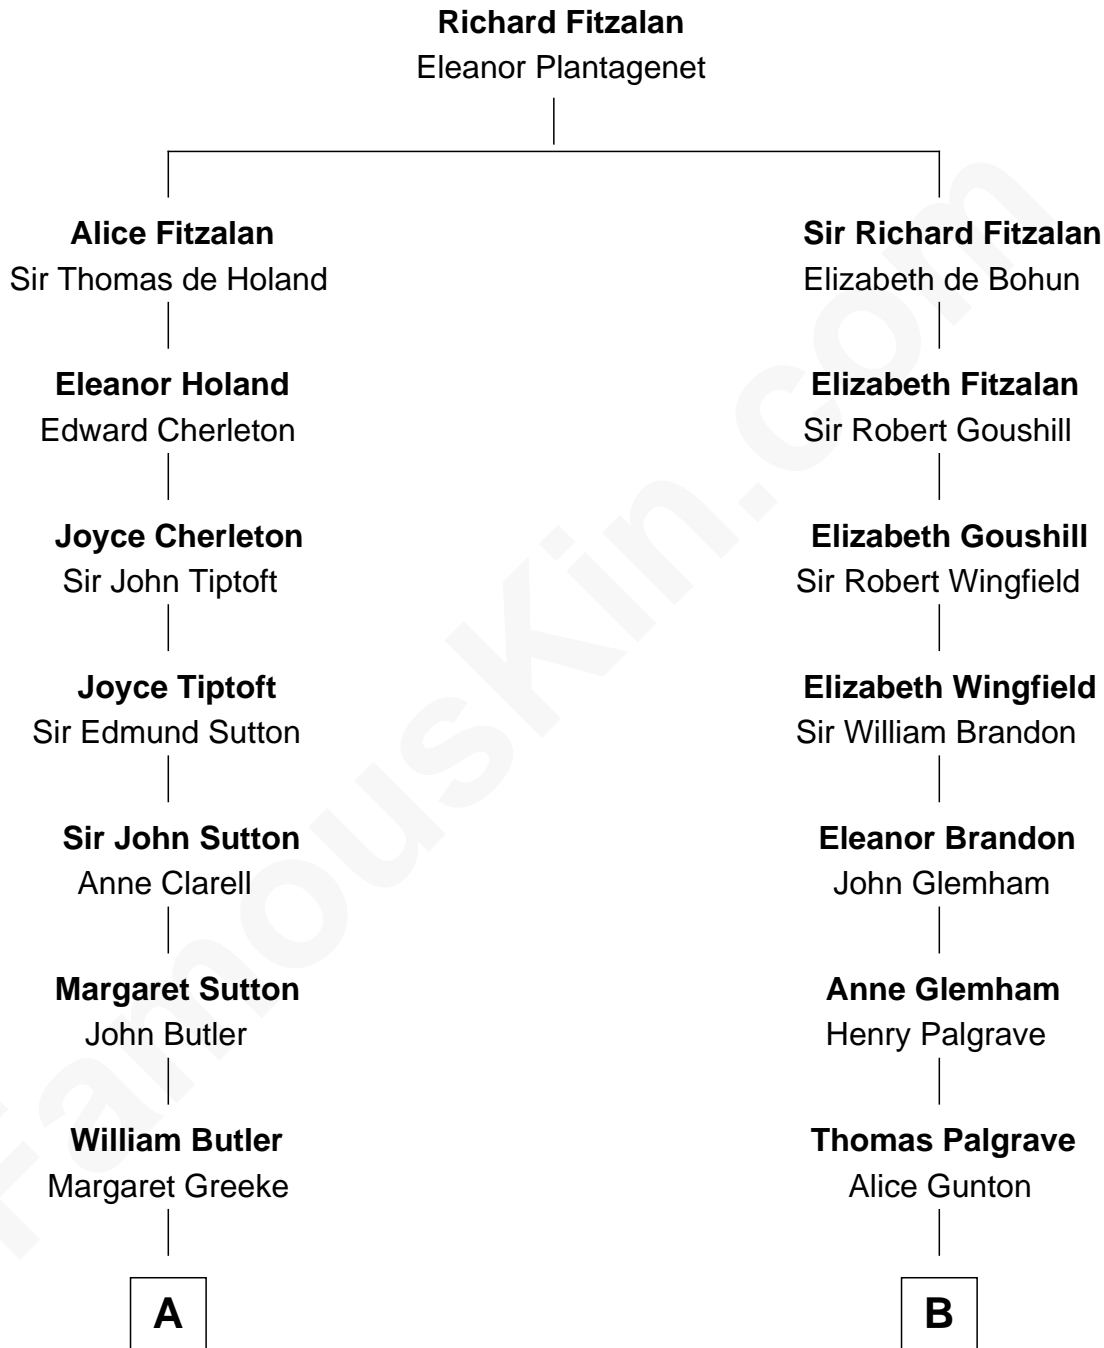 Richard Fitzalan
Eleanor Plantagenet
Alice Fitzalan
Sir Thomas de Holand
Sir Richard Fitzalan
Elizabeth de Bohun
Eleanor Holand
Edward Cherleton
Elizabeth Fitzalan
Sir Robert Goushill
Joyce Cherleton
Sir John Tiptoft
Elizabeth Goushill
Sir Robert Wingfield
Joyce Tiptoft
Sir Edmund Sutton
Elizabeth Wingfield
Sir William Brandon
Sir John Sutton
Anne Clarell
Eleanor Brandon
John Glemham
Margaret Sutton
John Butler
Anne Glemham
Henry Palgrave
William Butler
Margaret Greeke
Thomas Palgrave
Alice Gunton
A
B
FamousKin.com